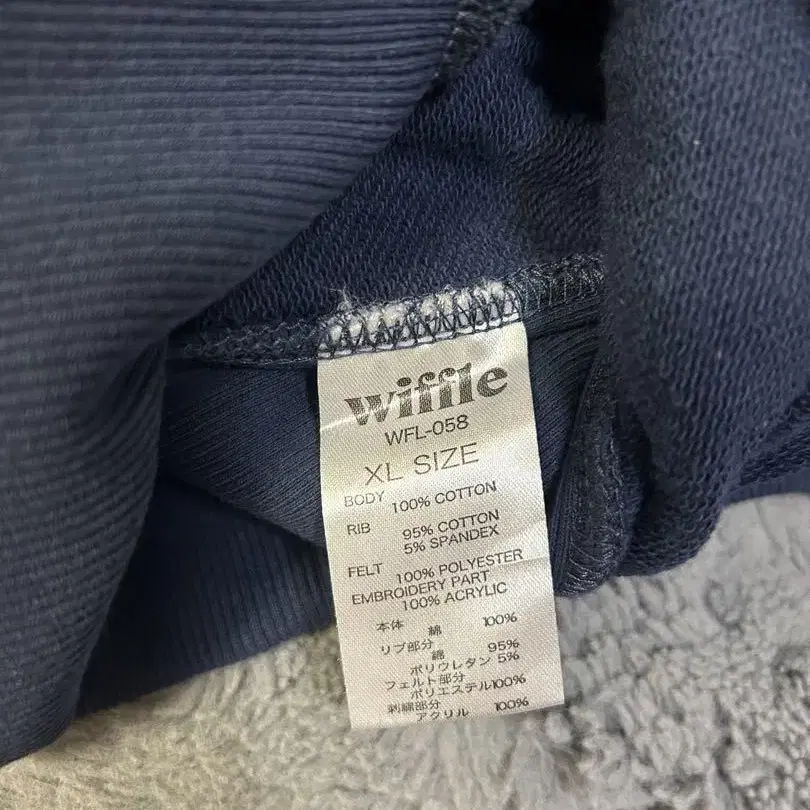 wiffle
WFL-058
XL SIZE
BODY 100% COTTON
RIB 95% COTTON
5% SPANDEX
FELT 100% POLYESTER
EMBROIDERY PART
100% ACRYLIC
本体
綿 100%
リブ部分
綿 95%
ポリウレタン 5%
フェルト部分
ポリエステル100%
刺繍部分
アクリル 100%